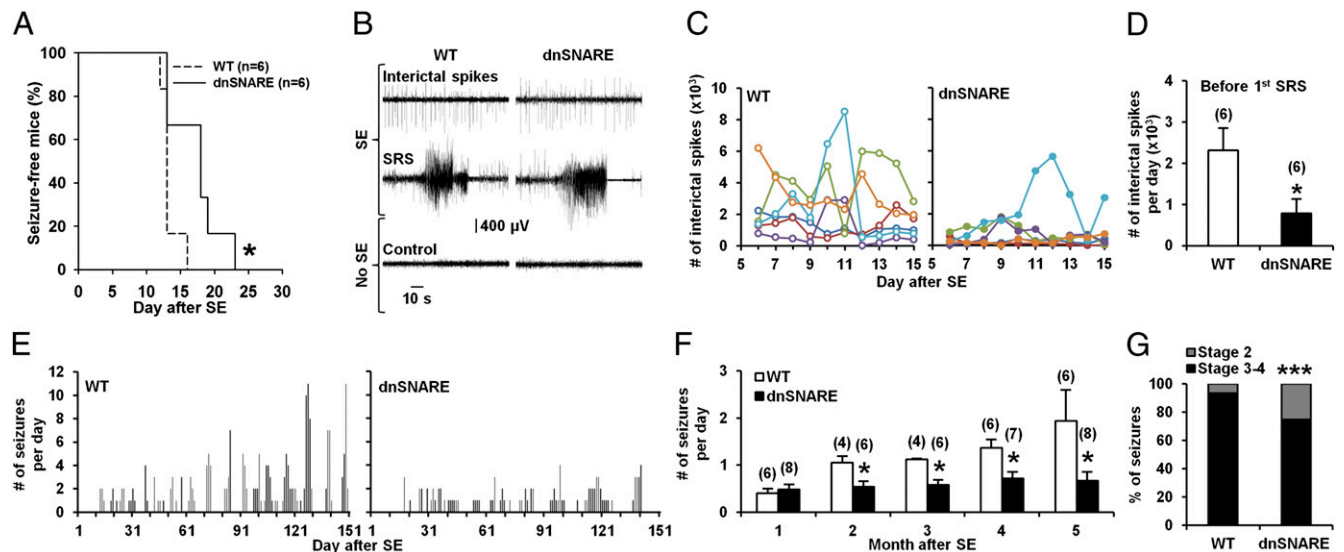 A
Seizure-free mice (%)
100
80
60
40
20
0
WT (n=6)
dnSNARE (n=6)
*
0 5 10 15 20 25 30
Day after SE
B
WT dnSNARE
Interictal spikes
SE
SRS
400 µV
Control
No SE
10 s
C
# of interictal spikes (x10³)
10
8
6
4
2
0
WT
dnSNARE
5 7 9 11 13 15
5 7 9 11 13 15
Day after SE
D
# of interictal spikes
per day (x10³)
4
3
2
1
0
Before 1st SRS
(6)
(6)
*
WT dnSNARE
E
# of seizures
per day
12
10
8
6
4
2
0
WT
dnSNARE
1 31 61 91 121 151
1 31 61 91 121 151
Day after SE
F
# of seizures
per day
3
2
1
0
WT
dnSNARE
(6) (8)
(4) (6)
*
(4) (6)
*
(6) (7)
*
(6) (8)
*
1 2 3 4 5
Month after SE
G
Stage 2
Stage 3-4
***
% of seizures
100
80
60
40
20
0
WT dnSNARE